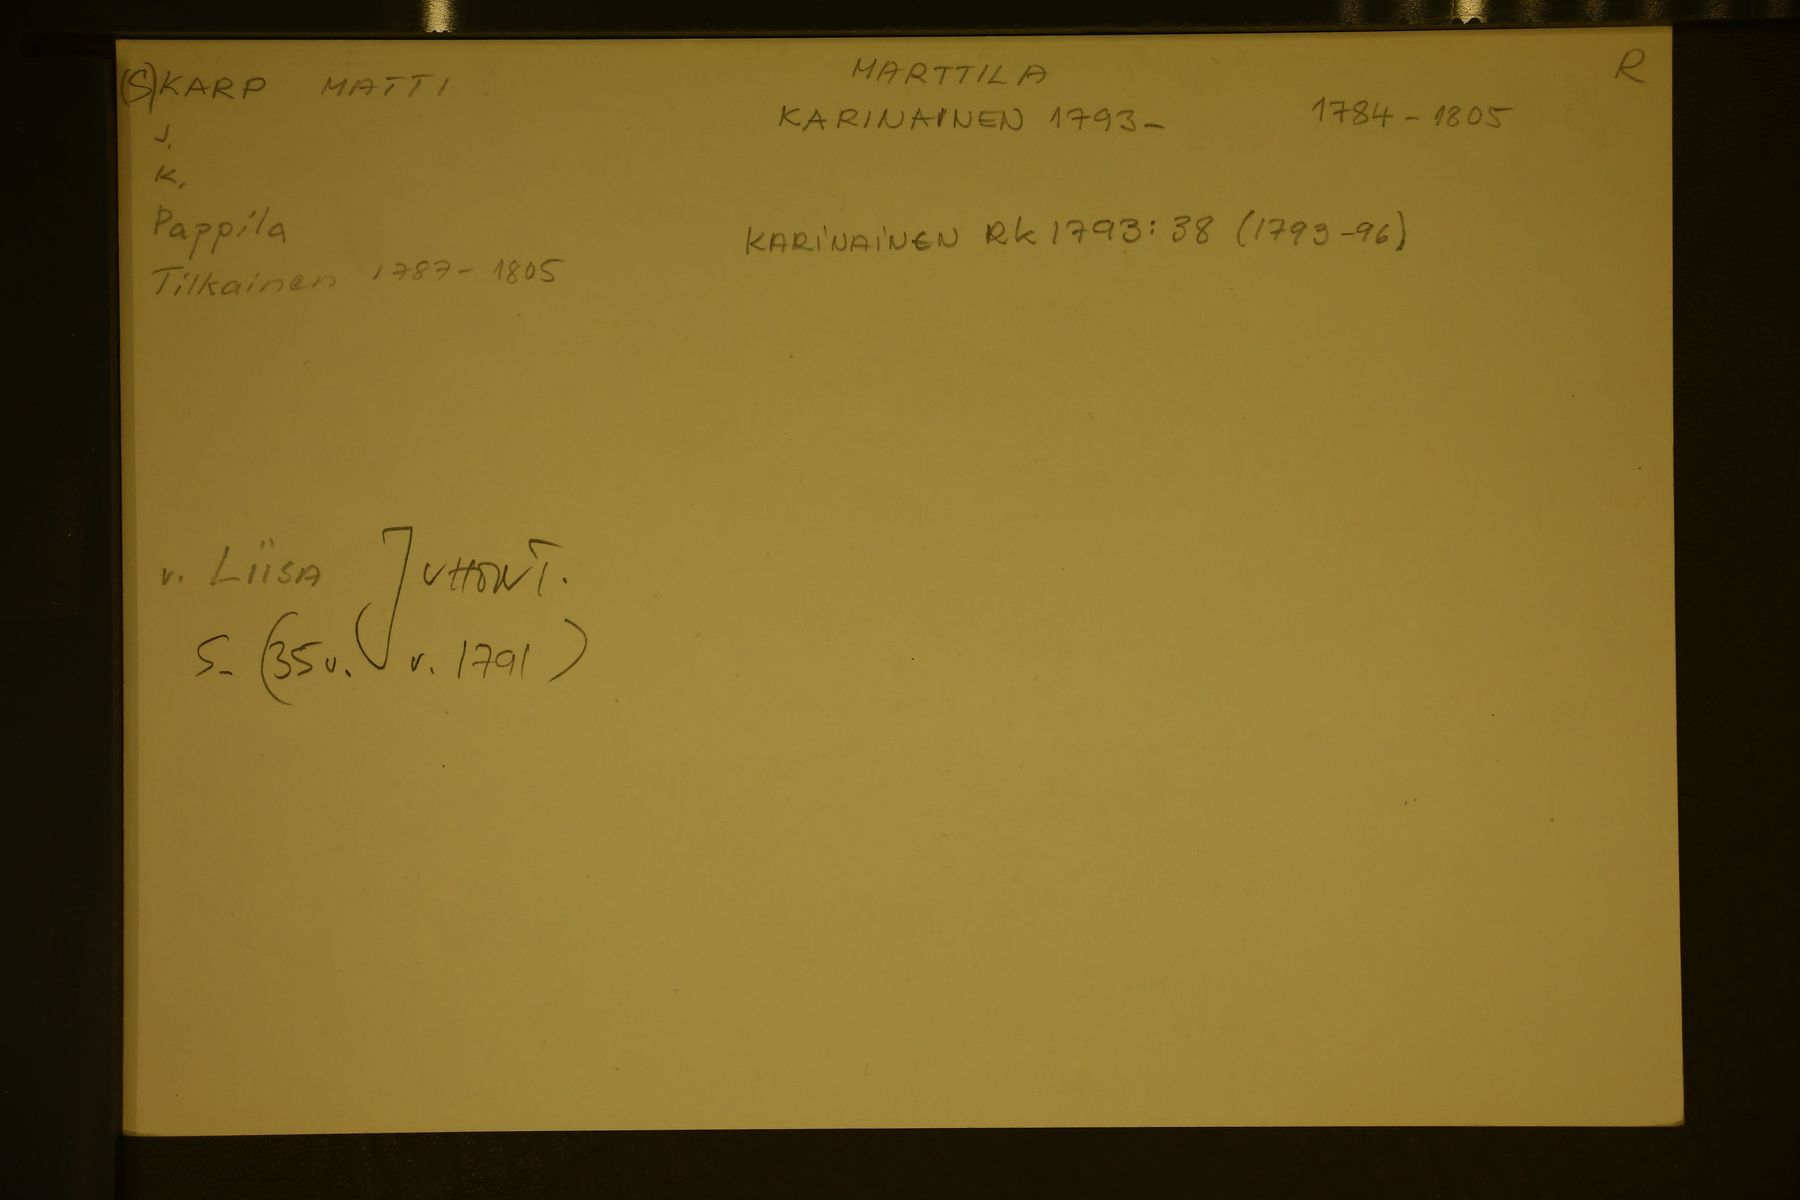 (S)KARP MATTI MARTTILA R
KARINAINEN 1793- 1784-1805
J.
K.
Pappila KARINAINEN RK 1793:38 (1793-96)
Tilkainen 1787-1805
v. LIISA JUHONT.
S- (35v. v. 1791)